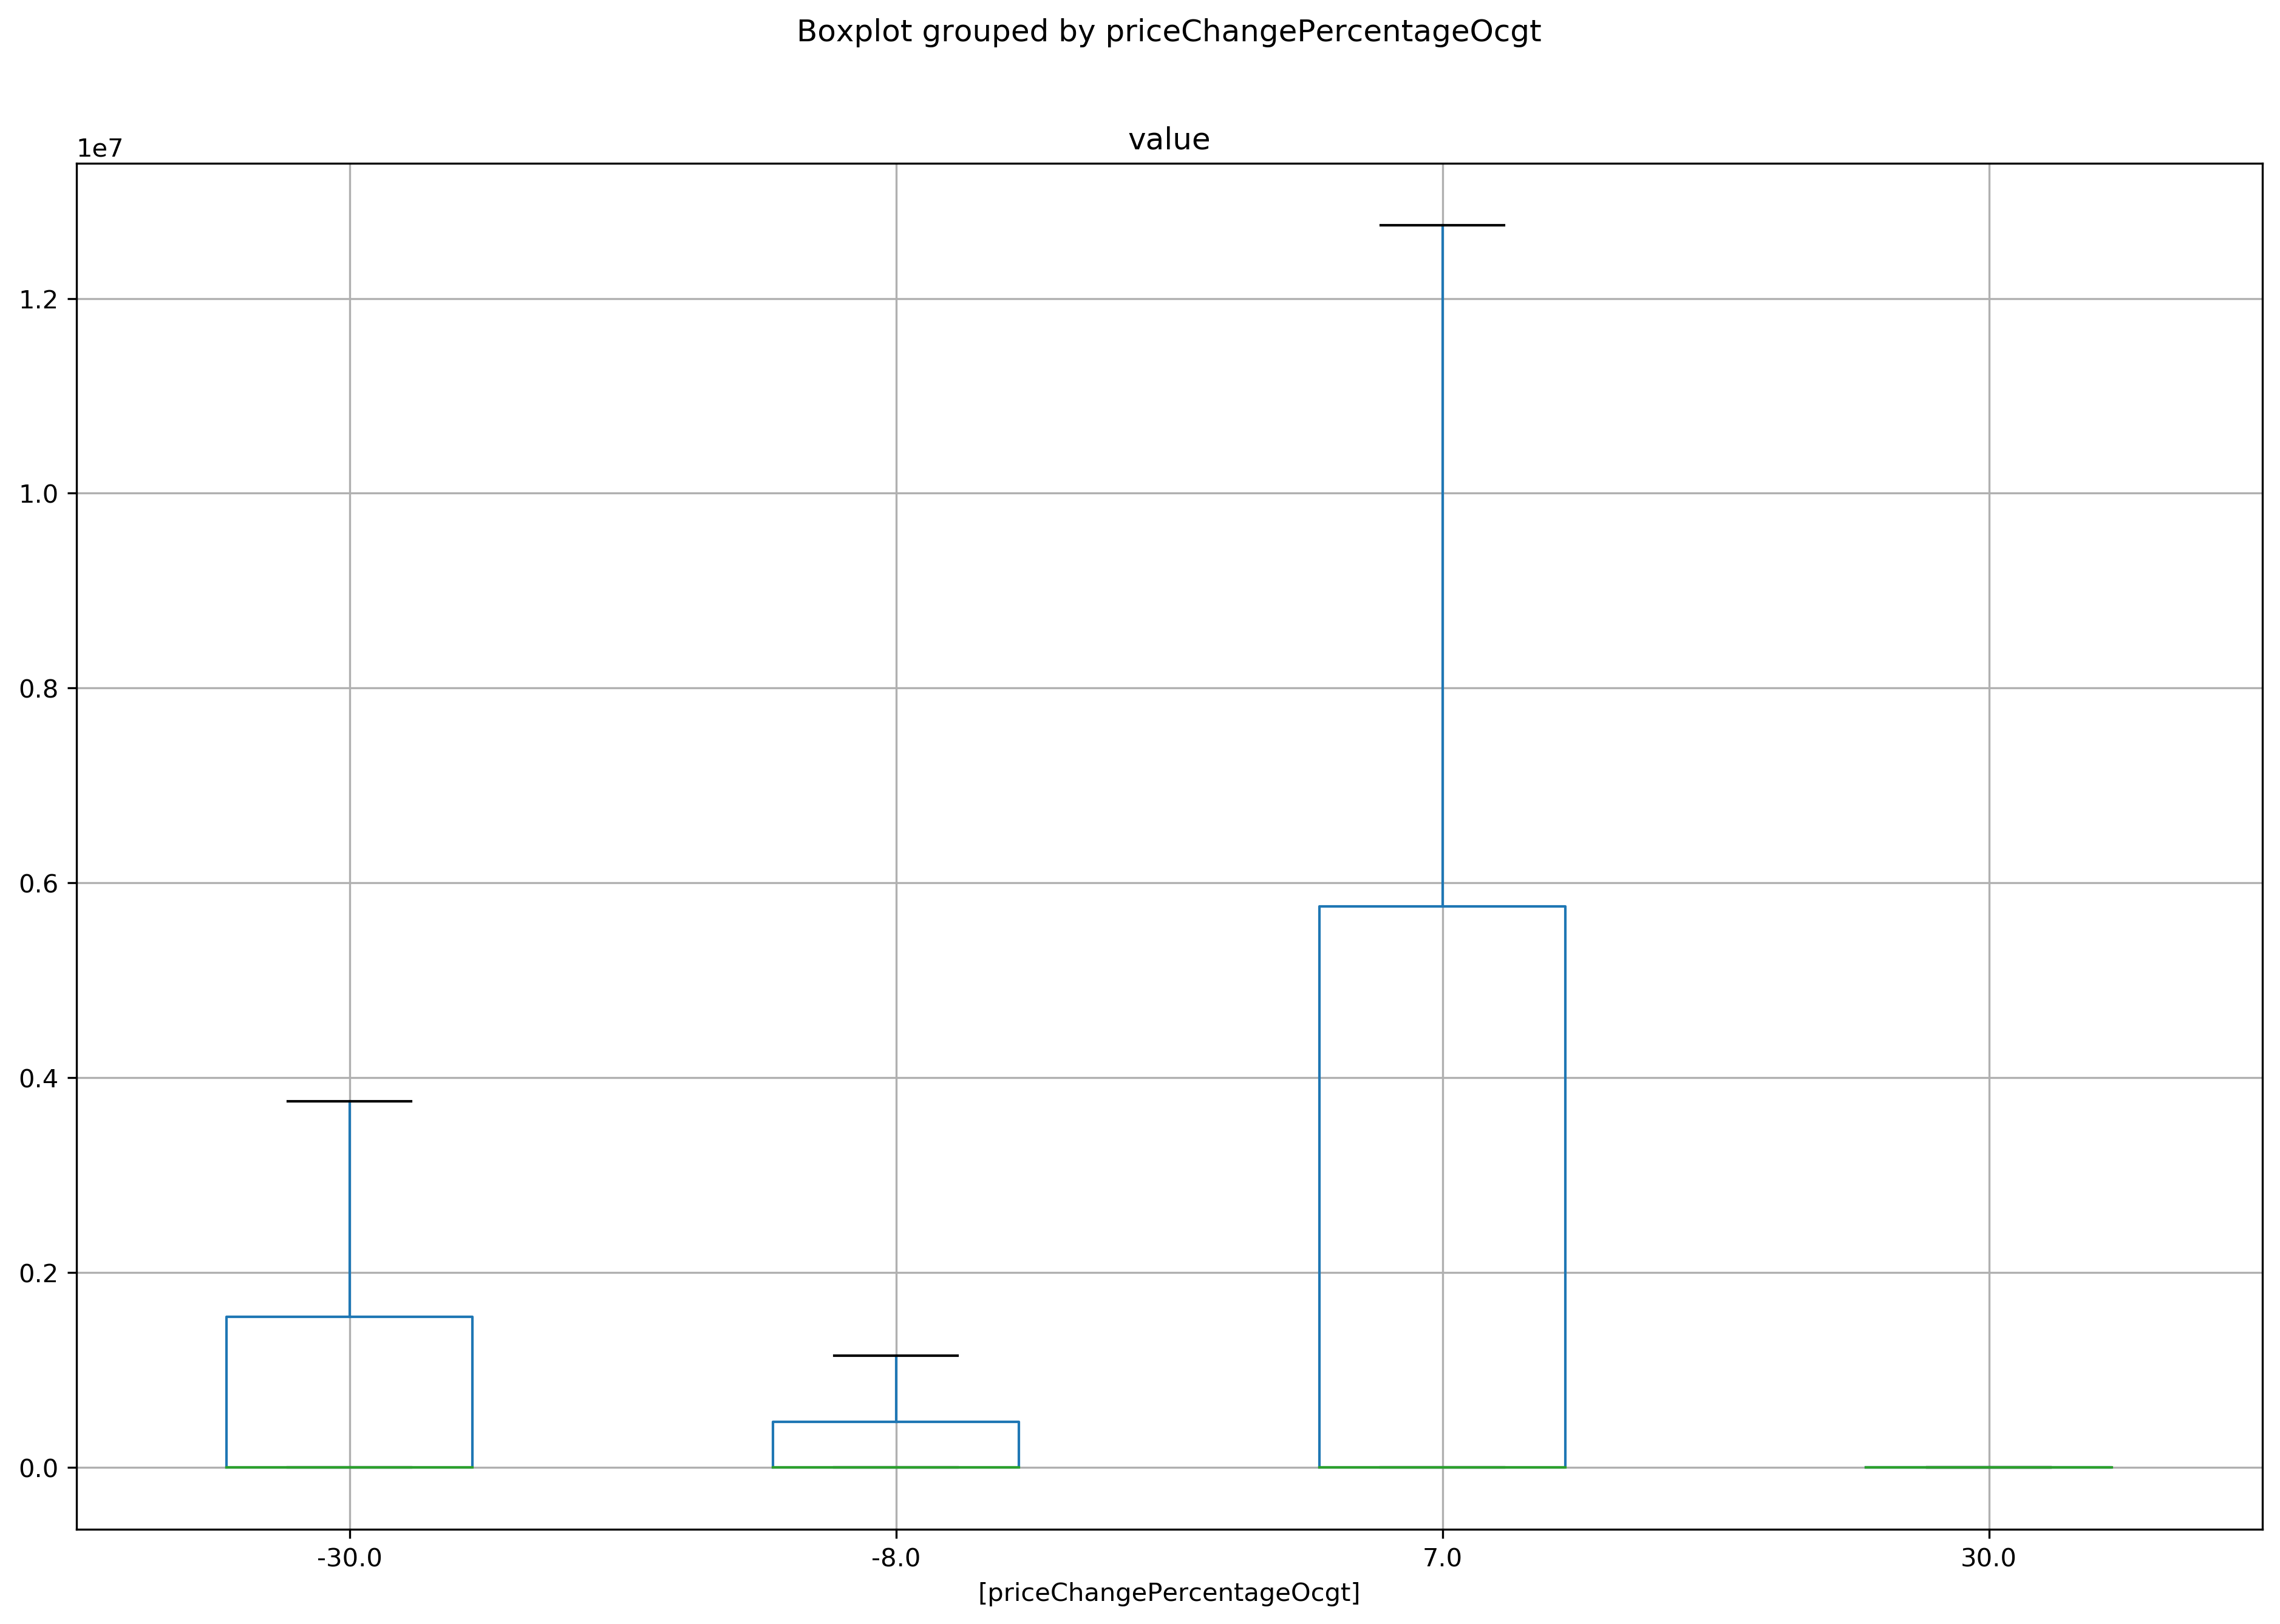 Boxplot grouped by priceChangePercentageOcgt
value
1e7
1.2
1.0
0.8
0.6
0.4
0.2
0.0
-30.0 -8.0 7.0 30.0
[priceChangePercentageOcgt]